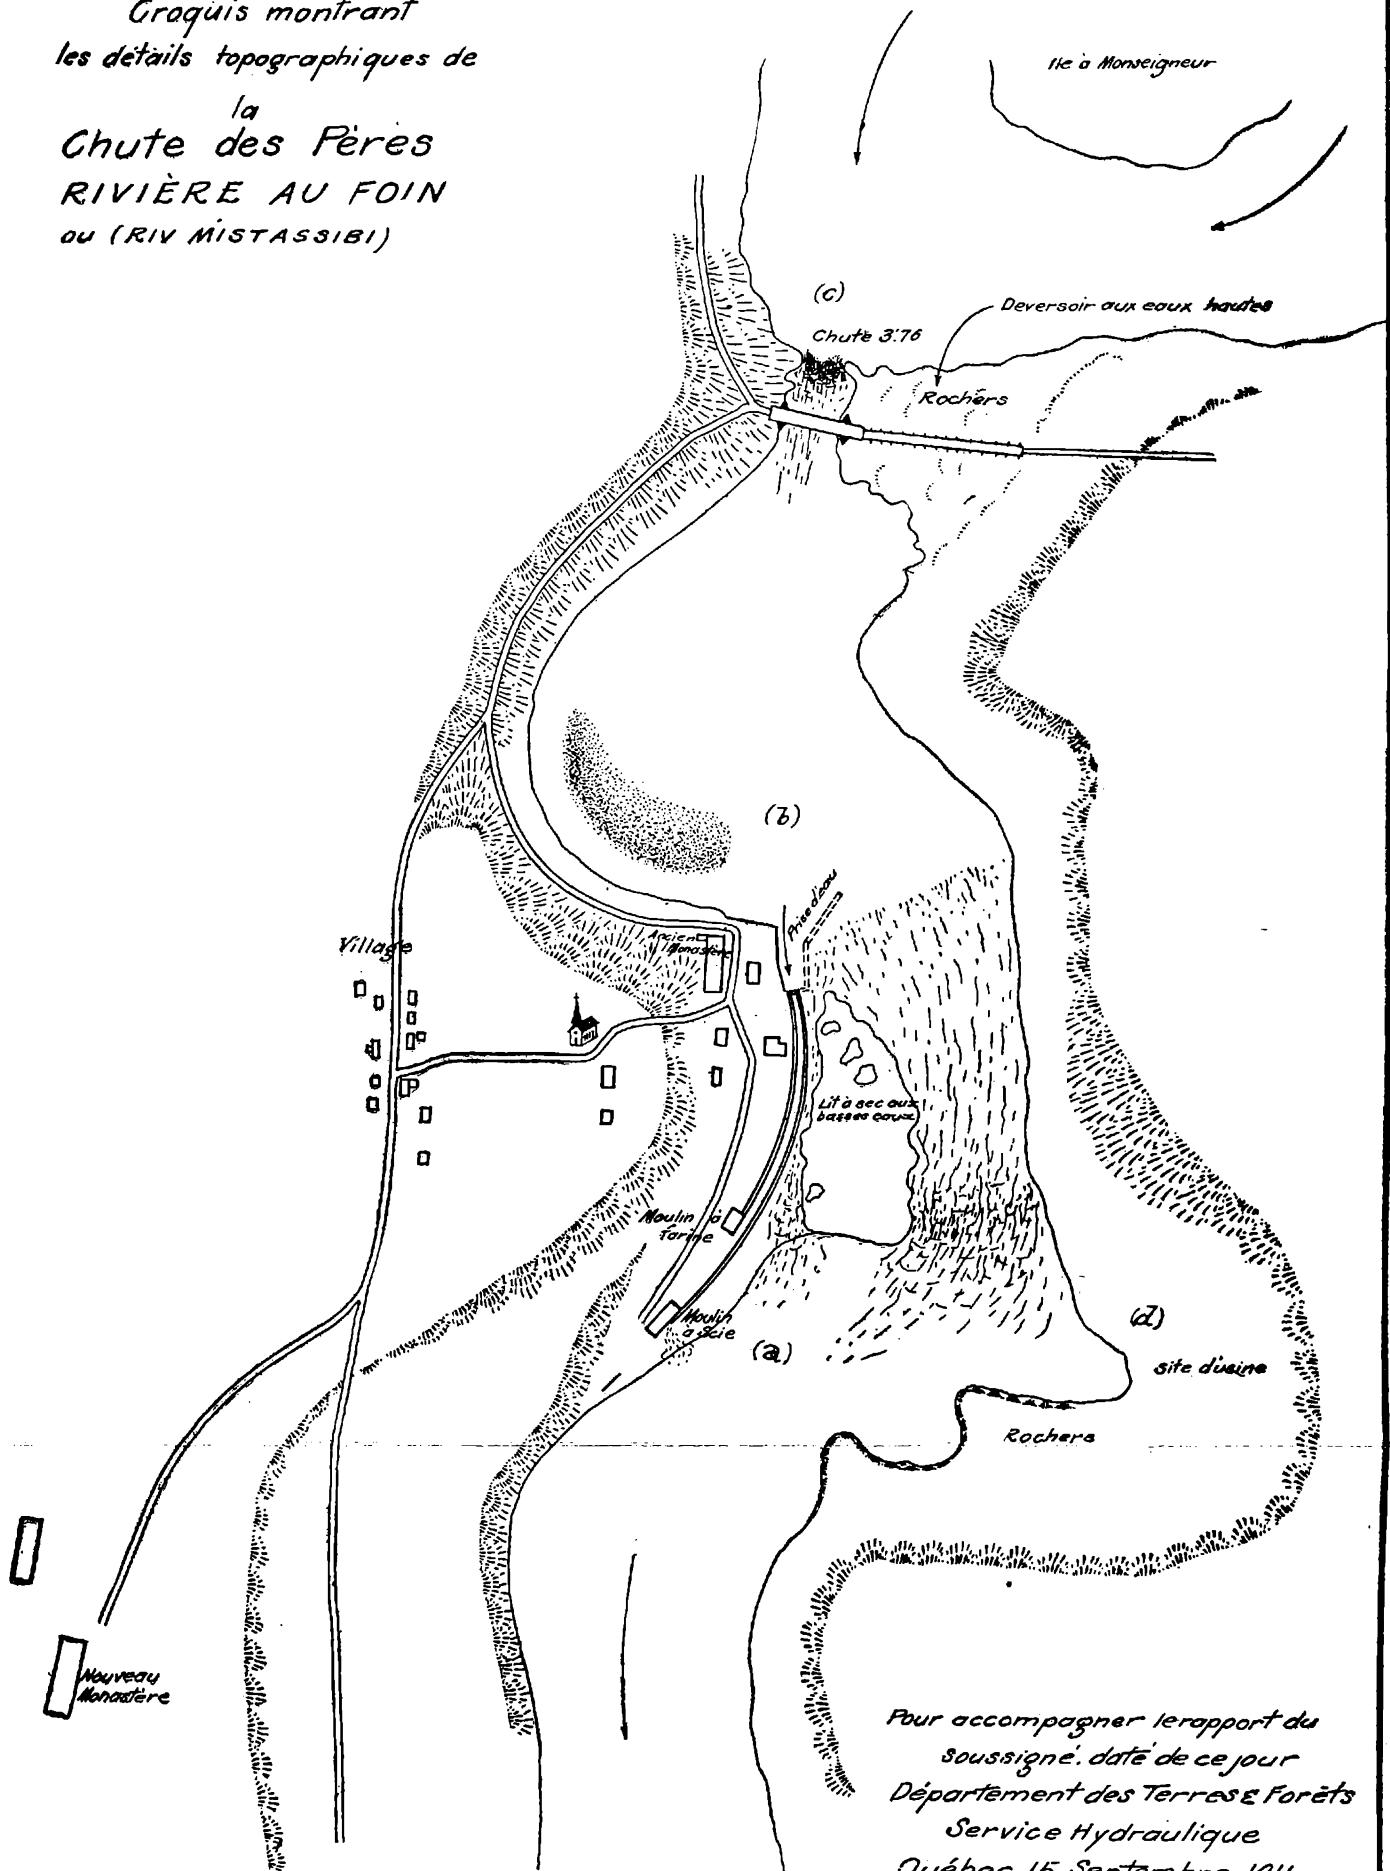 Croquis montrant
les détails topographiques de
la
Chute des Pères
RIVIÈRE AU FOIN
ou (RIV MISTASSIBI)
Ile à Monseigneur
(c)
Deversoir aux eaux hautes
Chute 3.'76
Rochers
(b)
Prise d'eau
Village
Ancien
Monastère
P
Lit à sec aux
basses eaux
Moulin à
farine
Moulin
à Scie
(a)
(d)
site d'usine
Rochers
Nouveau
Monastère
Pour accompagner le rapport du
soussigné. daté de ce jour
Département des Terres & Forêts
Service Hydraulique
Québec 15 Septembre